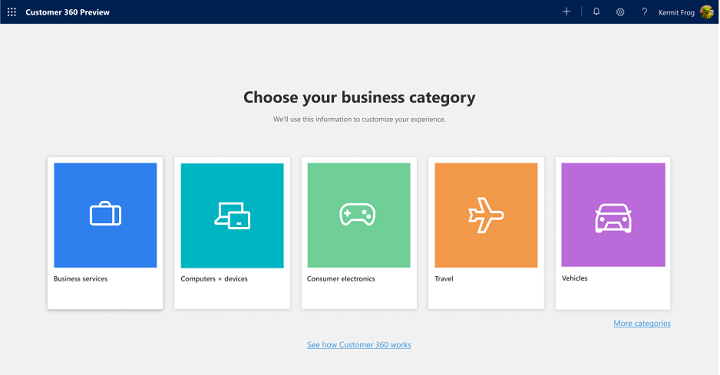 Customer 360 Preview
? Kermit Frog
Choose your business category
We'll use this information to customize your experience.
Business services
Computers + devices
Consumer electronics
Travel
Vehicles
More categories
See how Customer 360 works